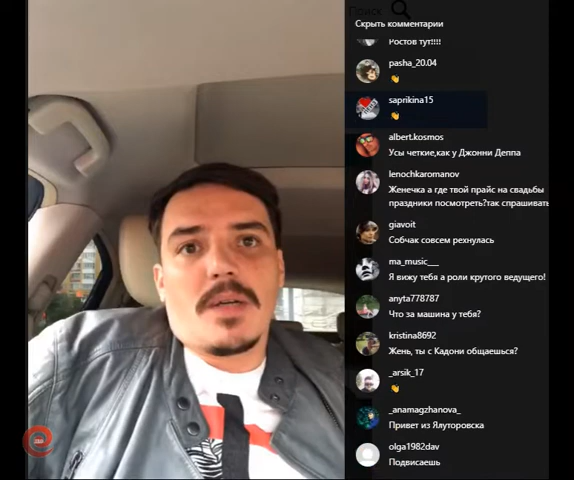 Поиск
Скрыть комментарии
Ростов тут!!!!
pasha_20.04
saprikina15
albert.kosmos
Усы четкие,как у Джонни Деппа
lenochkaromanov
Женечка а где твой прайс на свадьбы
праздники посмотреть?так спрашивать
giavoit
Собчак совсем рехнулась
ma_music___
Я вижу тебя а роли крутого ведущего!
anyta778787
Что за машина у тебя?
kristina8692
Жень, ты с Кадони общаешься?
_arsik_17
_anamagzhanova_
Привет из Ялуторовска
olga1982dav
Подвисаешь